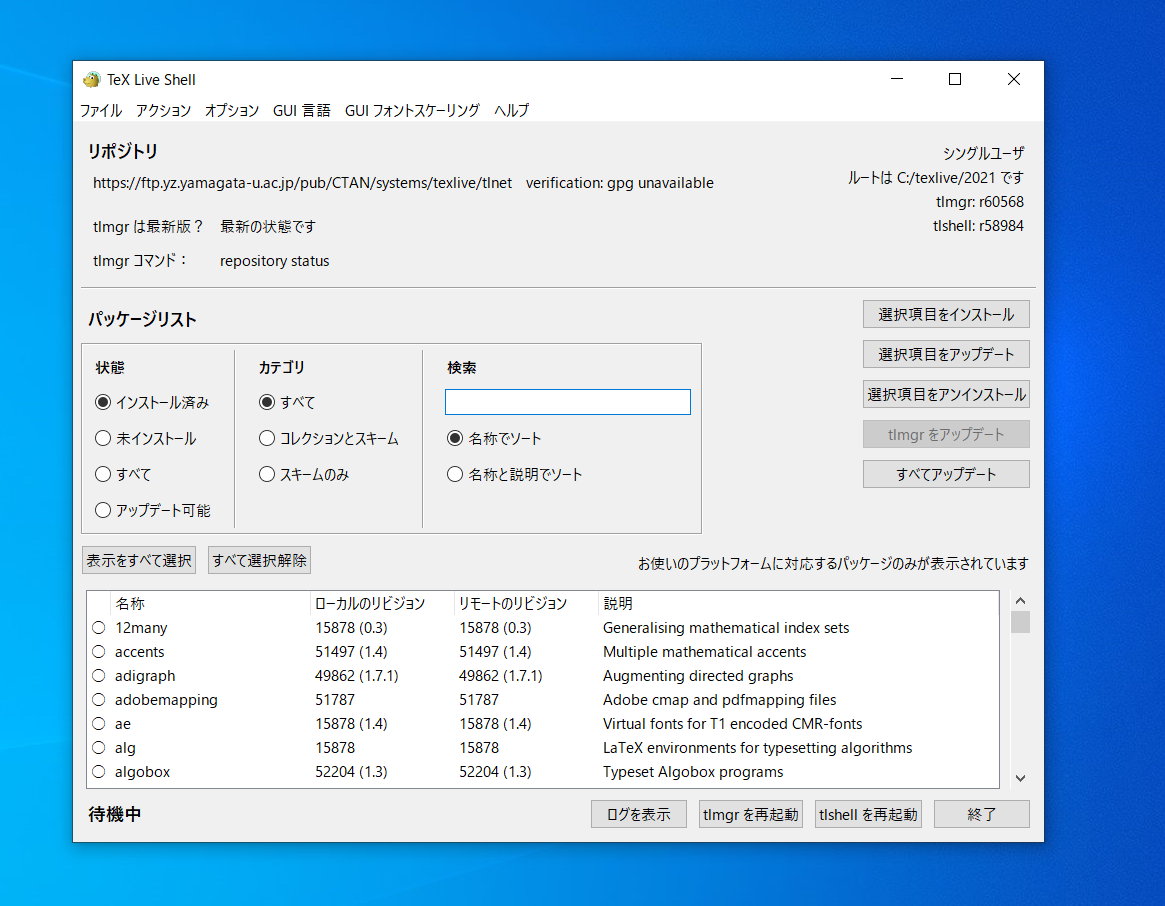 TeX Live Shell
ファイル アクション オプション GUI 言語 GUI フォントスケーリング ヘルプ
リポジトリ
シングルユーザ
https://ftp.yz.yamagata-u.ac.jp/pub/CTAN/systems/texlive/tlnet verification: gpg unavailable
ルートは C:/texlive/2021 です
tlmgr: r60568
tlmgr は最新版？ 最新の状態です
tlshell: r58984
tlmgr コマンド： repository status
パッケージリスト
選択項目をインストール
選択項目をアップデート
選択項目をアンインストール
tlmgr をアップデート
すべてアップデート
状態
インストール済み
未インストール
すべて
アップデート可能
カテゴリ
すべて
コレクションとスキーム
スキームのみ
検索
名称でソート
名称と説明でソート
表示をすべて選択 すべて選択解除
お使いのプラットフォームに対応するパッケージのみが表示されています
名称 ローカルのリビジョン リモートのリビジョン 説明
12many 15878 (0.3) 15878 (0.3) Generalising mathematical index sets
accents 51497 (1.4) 51497 (1.4) Multiple mathematical accents
adigraph 49862 (1.7.1) 49862 (1.7.1) Augmenting directed graphs
adobemapping 51787 51787 Adobe cmap and pdfmapping files
ae 15878 (1.4) 15878 (1.4) Virtual fonts for T1 encoded CMR-fonts
alg 15878 15878 LaTeX environments for typesetting algorithms
algobox 52204 (1.3) 52204 (1.3) Typeset Algobox programs
待機中
ログを表示 tlmgr を再起動 tlshell を再起動 終了